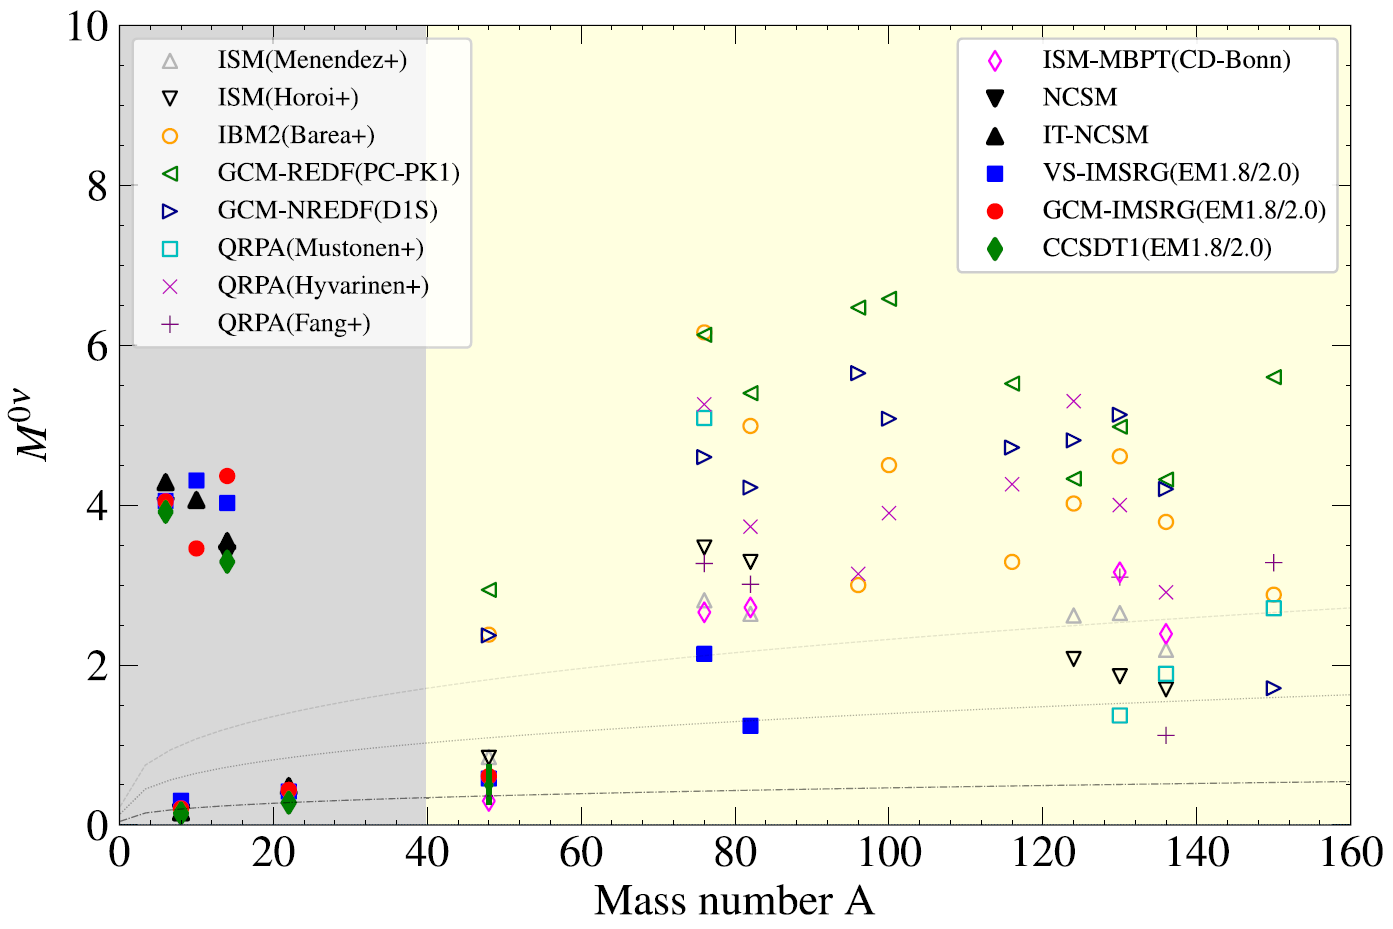 10
8
6
4
2
0
M⁰ᵛ
ISM(Menendez+)
ISM(Horoi+)
IBM2(Barea+)
GCM-REDF(PC-PK1)
GCM-NREDF(D1S)
QRPA(Mustonen+)
QRPA(Hyvarinen+)
QRPA(Fang+)
ISM-MBPT(CD-Bonn)
NCSM
IT-NCSM
VS-IMSRG(EM1.8/2.0)
GCM-IMSRG(EM1.8/2.0)
CCSDT1(EM1.8/2.0)
0 20 40 60 80 100 120 140 160
Mass number A